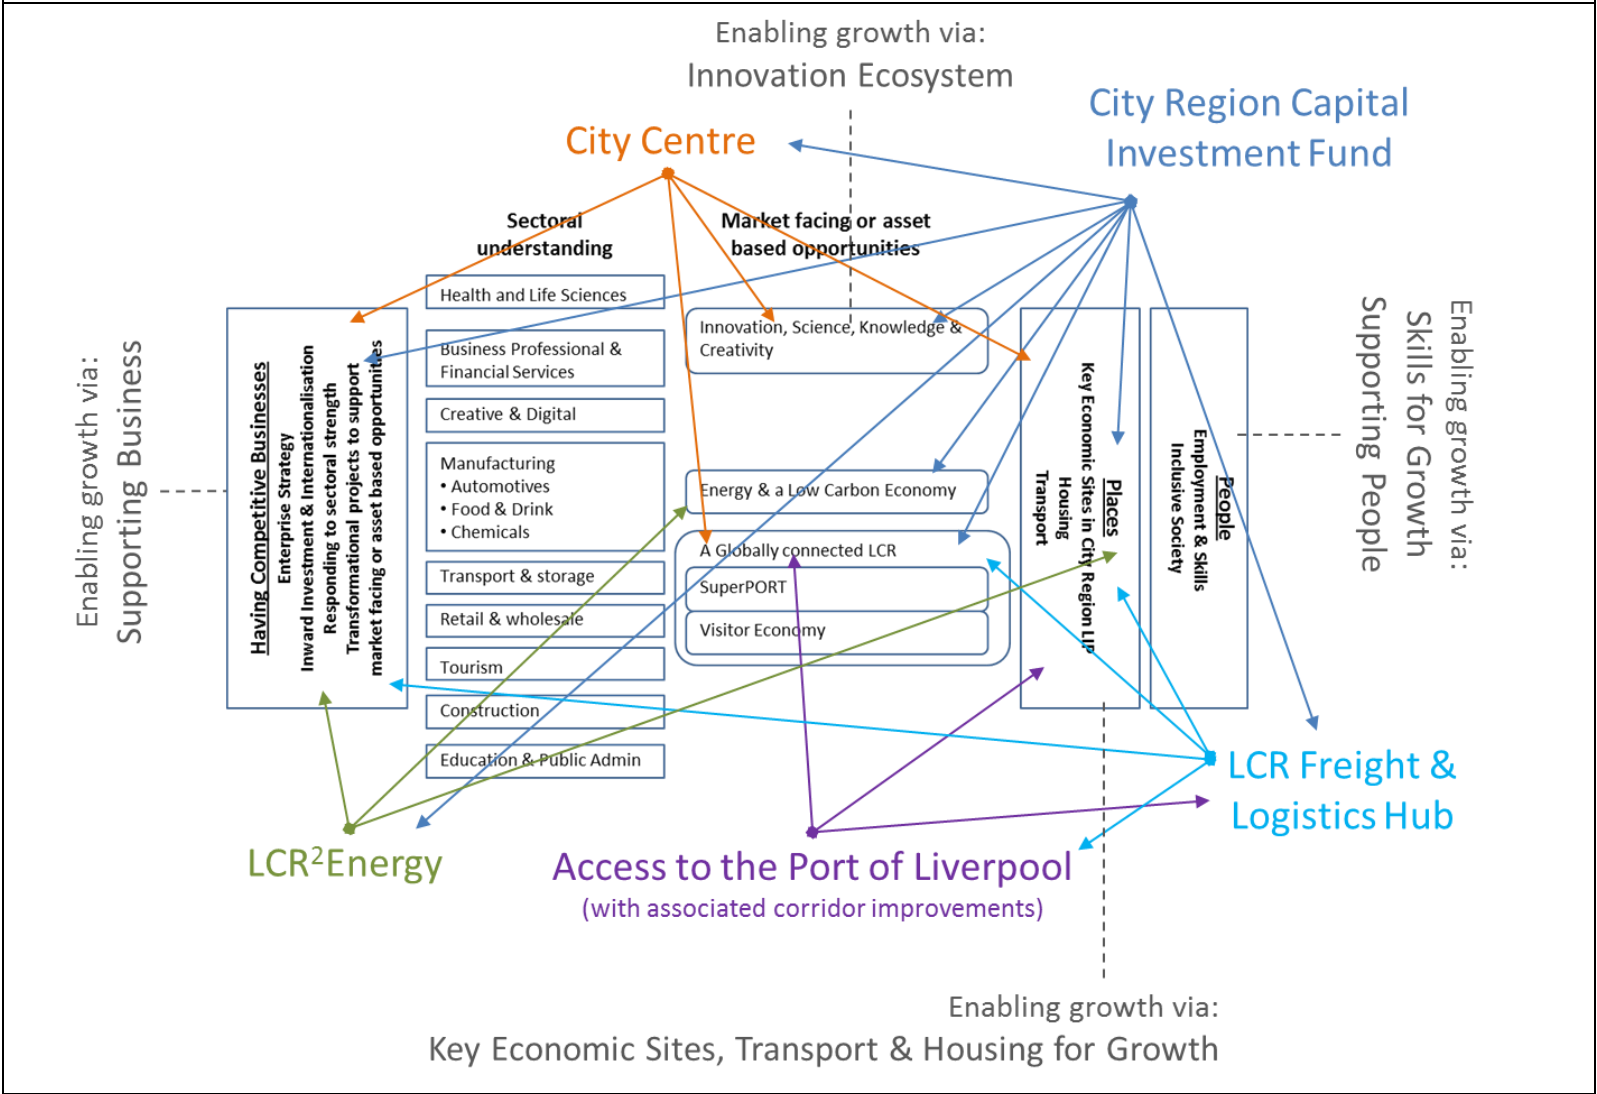 Enabling growth via:
Innovation Ecosystem
City Region Capital
Investment Fund
City Centre
Sectoral
understanding
Market facing or asset
based opportunities
Enabling growth via:
Supporting Business
Having Competitive Businesses
Enterprise Strategy
Inward Investment & Internationalisation
Responding to sectoral strength
Transformational projects to support
market facing or asset based opportunities
Health and Life Sciences
Business Professional &
Financial Services
Creative & Digital
Manufacturing
• Automotives
• Food & Drink
• Chemicals
Transport & storage
Retail & wholesale
Tourism
Construction
Education & Public Admin
Innovation, Science, Knowledge &
Creativity
Energy & a Low Carbon Economy
A Globally connected LCR
SuperPORT
Visitor Economy
Places
Key Economic Sites in City Region LIP
Housing
Transport
People
Employment & Skills
Inclusive Society
Enabling growth via:
Skills for Growth
Supporting People
LCR Freight &
Logistics Hub
LCR²Energy
Access to the Port of Liverpool
(with associated corridor improvements)
Enabling growth via:
Key Economic Sites, Transport & Housing for Growth